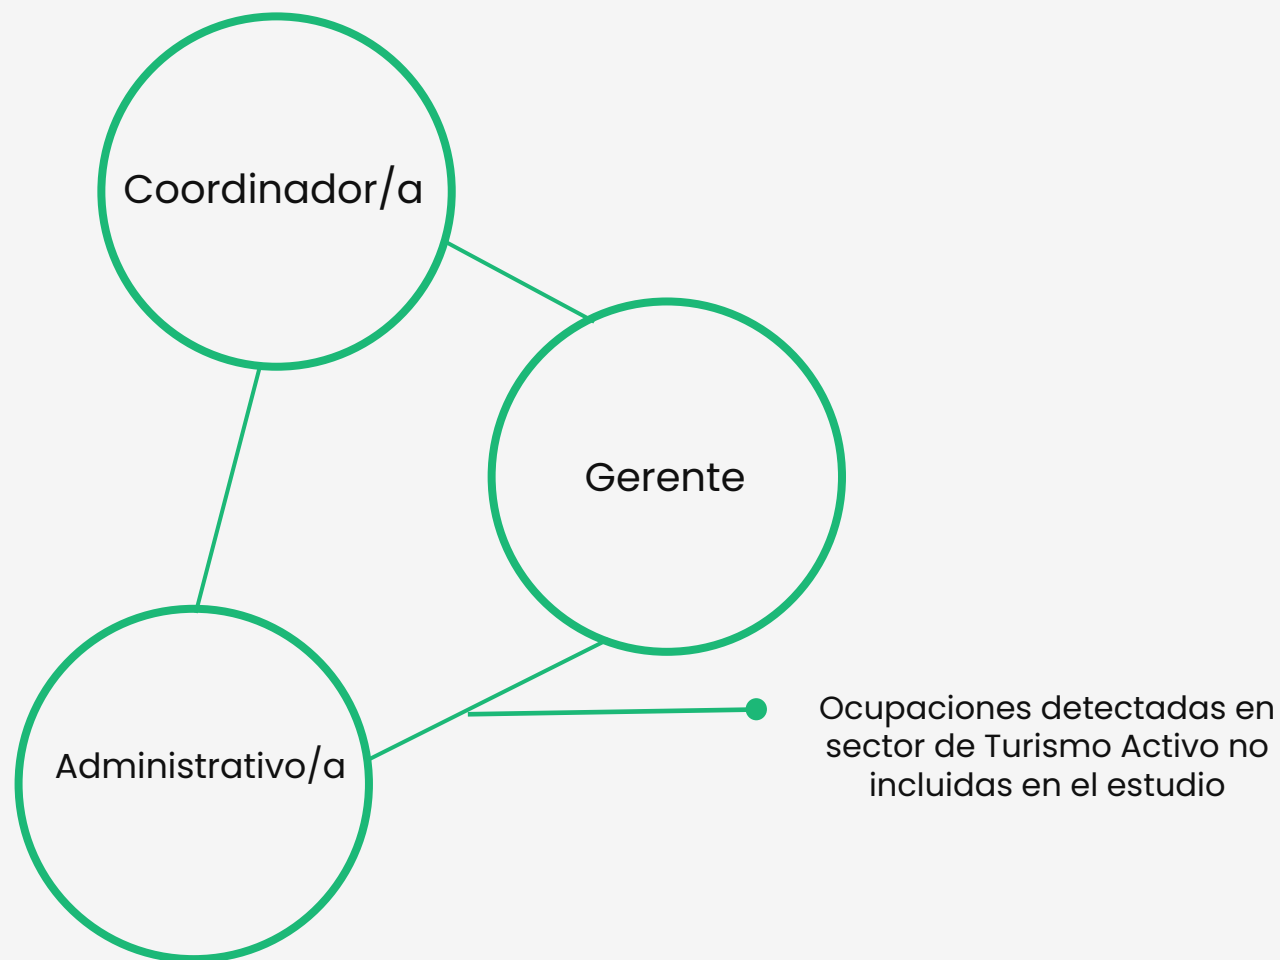 Coordinador/a
Gerente
Administrativo/a
Ocupaciones detectadas en
sector de Turismo Activo no
incluidas en el estudio